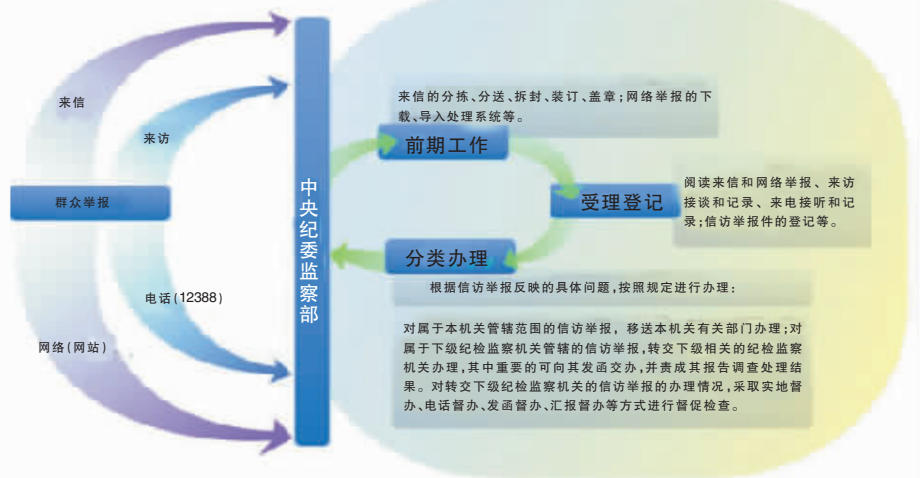 来信
来访
群众举报
电话(12388)
网络(网站)
中央纪委监察部
来信的分拣、分送、拆封、装订、盖章;网络举报的下
载、导入处理系统等。
前期工作
受理登记
阅读来信和网络举报、来访
接谈和记录、来电接听和记
录;信访举报件的登记等。
分类办理
根据信访举报反映的具体问题,按照规定进行办理:
对属于本机关管辖范围的信访举报,移送本机关有关部门办理;对
属于下级纪检监察机关管辖的信访举报,转交下级相关的纪检监察
机关办理,其中重要的可向其发函交办,并责成其报告调查处理结
果。对转交下级纪检监察机关的信访举报的办理情况,采取实地督
办、电话督办、发函督办、汇报督办等方式进行督促检查。